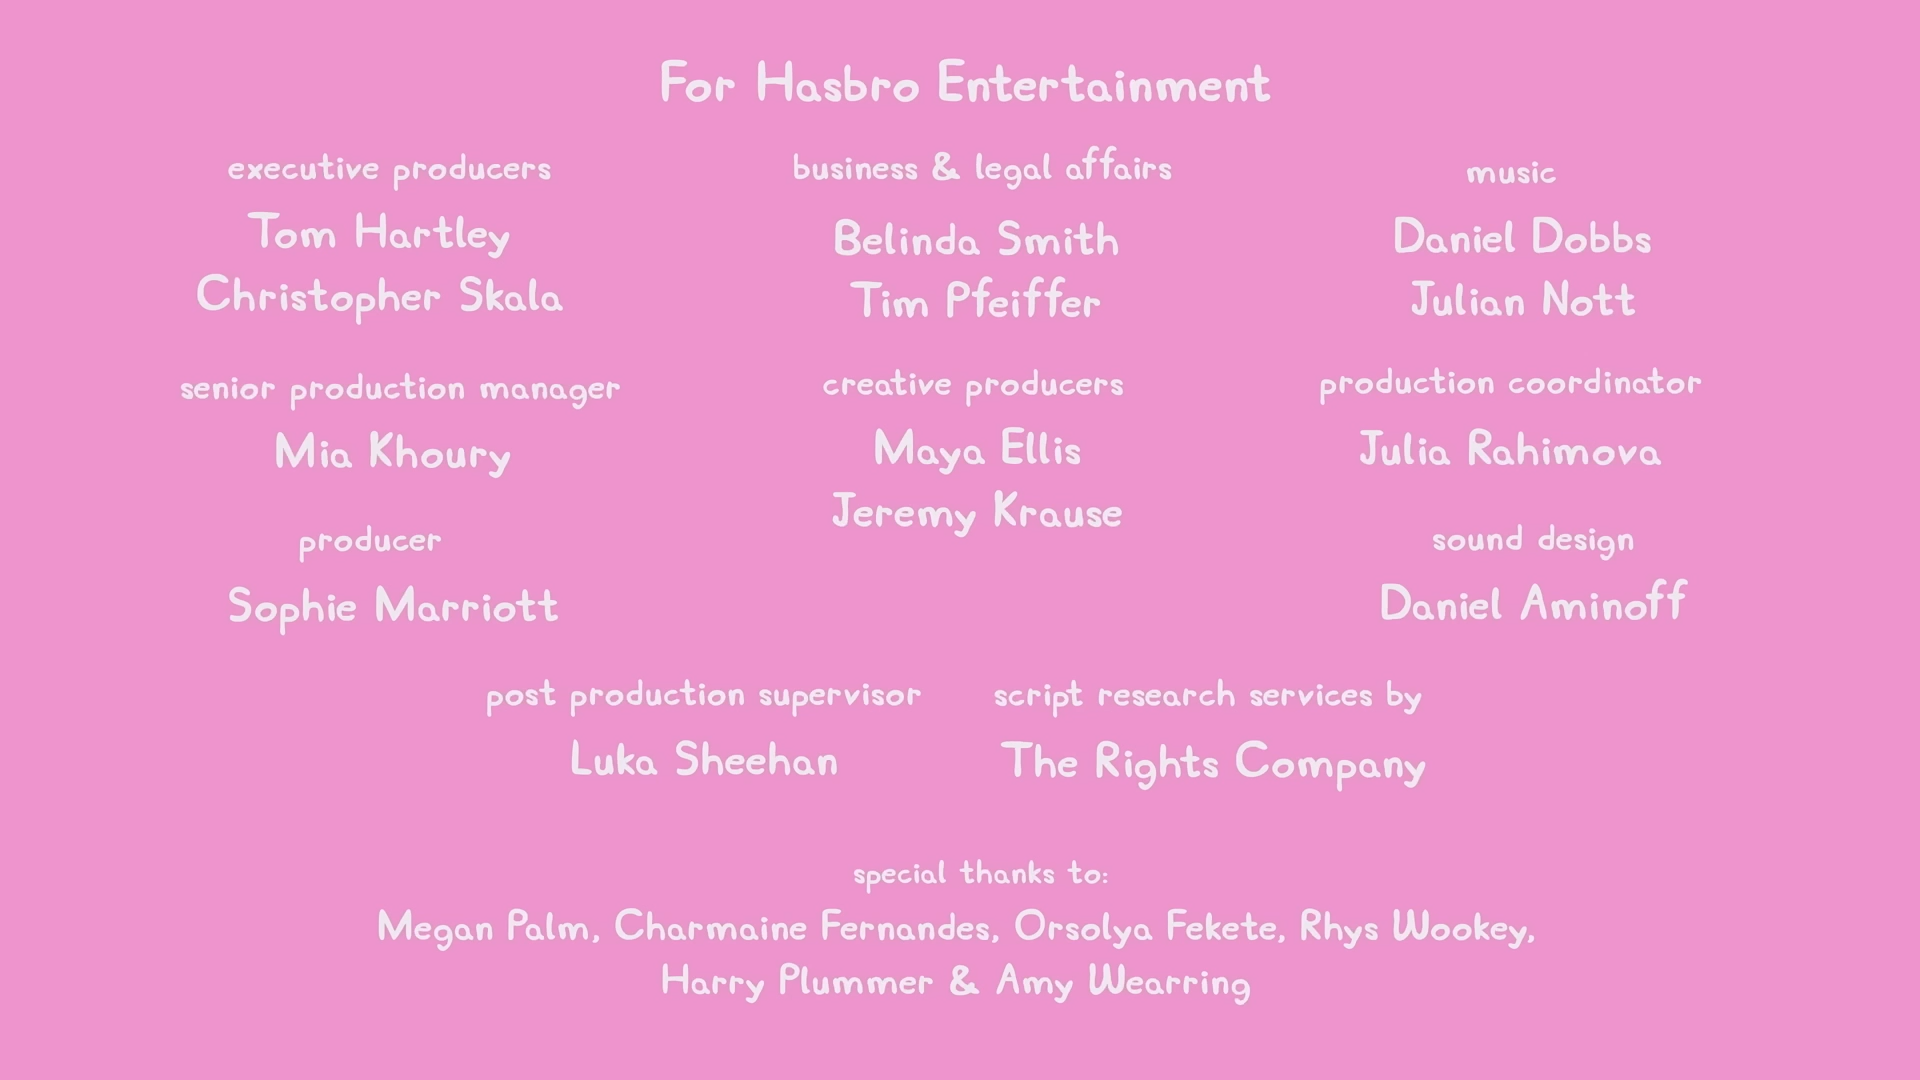 For Hasbro Entertainment
executive producers
Tom Hartley
Christopher Skala
business & legal affairs
Belinda Smith
Tim Pfeiffer
music
Daniel Dobbs
Julian Nott
senior production manager
Mia Khoury
creative producers
Maya Ellis
Jeremy Krause
production coordinator
Julia Rahimova
producer
Sophie Marriott
sound design
Daniel Aminoff
post production supervisor
Luka Sheehan
script research services by
The Rights Company
special thanks to:
Megan Palm, Charmaine Fernandes, Orsolya Fekete, Rhys Wookey,
Harry Plummer & Amy Wearring